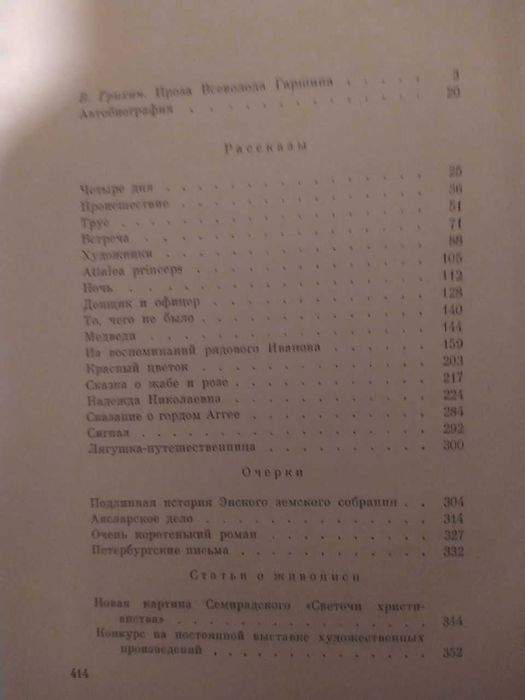 В. Грихин. Проза Всеволода Гаршина . . . . 3
Автобиография . . . . . . . . . . . 20
Рассказы
Четыре дня . . . . . . . . . . . . 25
Происшествие . . . . . . . . . . . 36
Трус . . . . . . . . . . . . . . 51
Встреча . . . . . . . . . . . . . 71
Художники . . . . . . . . . . . . 88
Attalea princeps . . . . . . . . . . . 105
Ночь . . . . . . . . . . . . . . 112
Денщик и офицер . . . . . . . . . . 128
То, чего не было . . . . . . . . . . . 140
Медведи . . . . . . . . . . . . . 144
Из воспоминаний рядового Иванова . . . . . 159
Красный цветок . . . . . . . . . . . 203
Сказка о жабе и розе . . . . . . . . . 217
Надежда Николаевна . . . . . . . . . 224
Сказание о гордом Аггее . . . . . . . . 284
Сигнал . . . . . . . . . . . . . 292
Лягушка-путешественница . . . . . . . . 300
Очерки
Подлинная история Энского земского собрания . . 304
Аясларское дело . . . . . . . . . . . 314
Очень коротенький роман . . . . . . . . 327
Петербургские письма . . . . . . . . . 332
Статьи о живописи
Новая картина Семирадского «Светочи христи-
анства» . . . . . . . . . . . . . 344
Конкурс на постоянной выставке художественных
произведений . . . . . . . . . . . 352
414